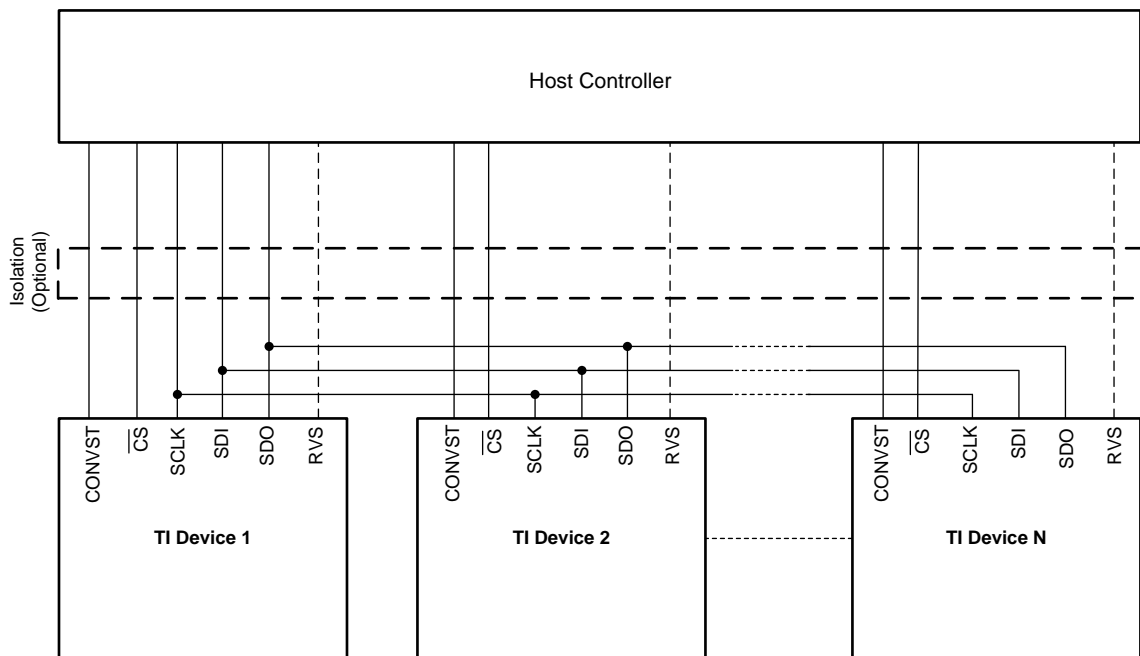 Host Controller
Isolation
(Optional)
CONVST
CS
SCLK
SDI
SDO
RVS
TI Device 1
CONVST
CS
SCLK
SDI
SDO
RVS
TI Device 2
CONVST
CS
SCLK
SDI
SDO
RVS
TI Device N